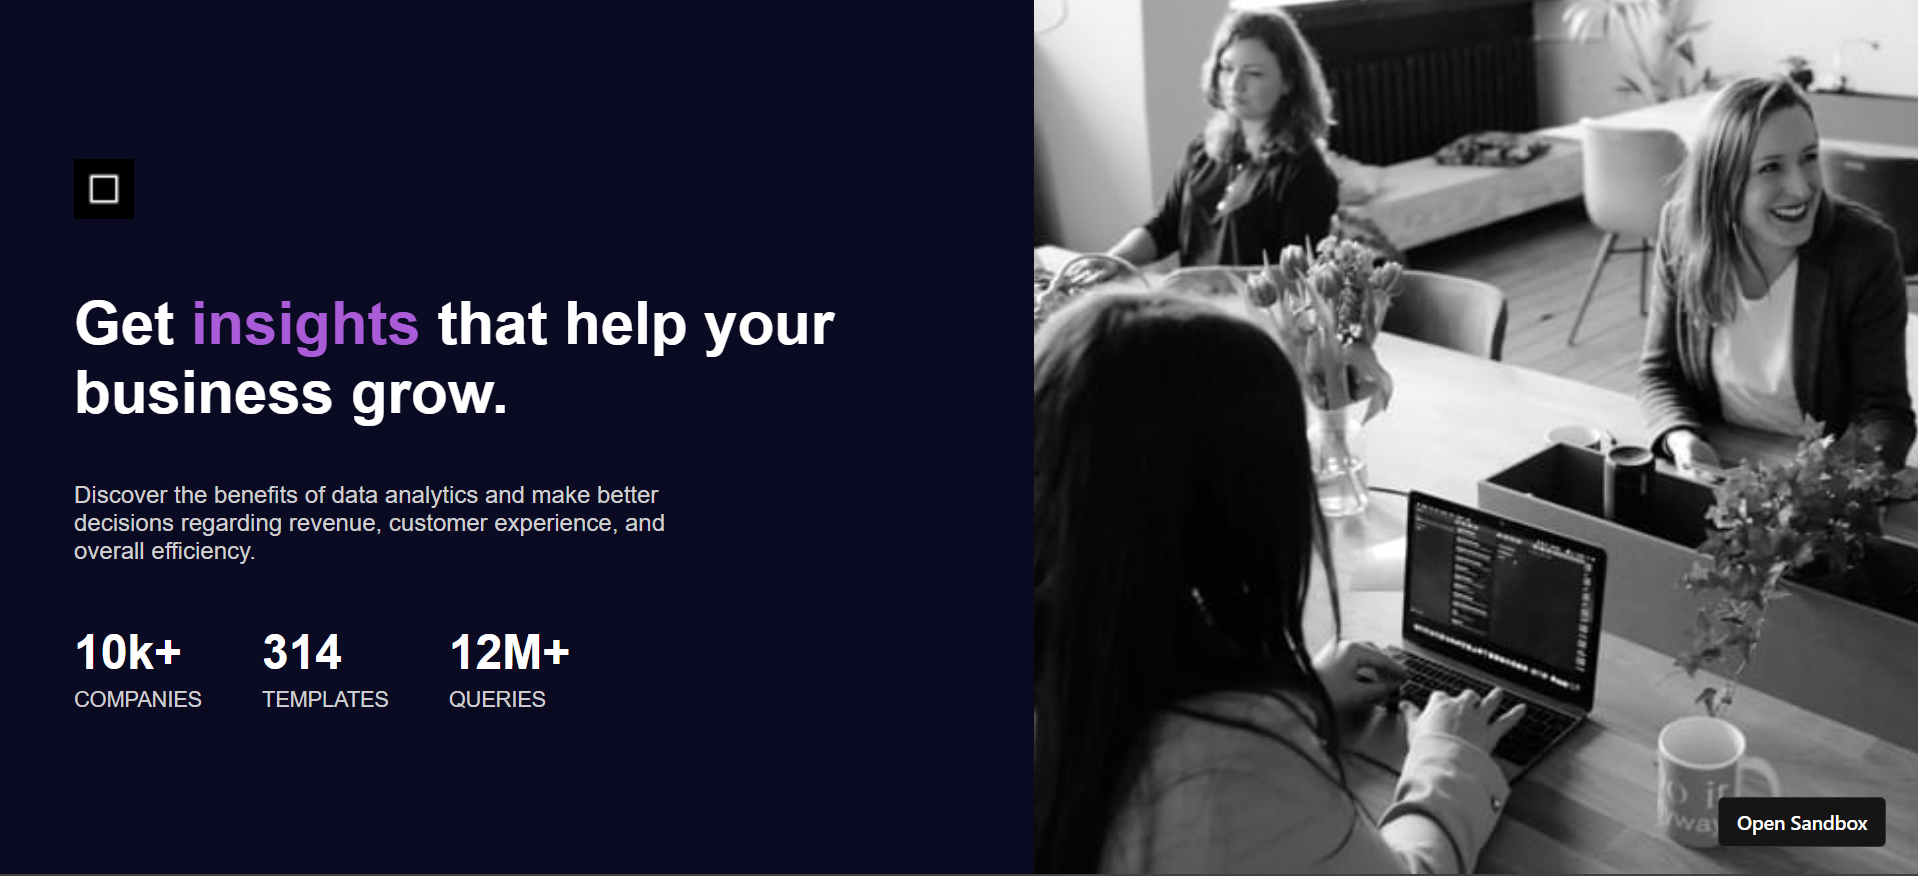 Get insights that help your
business grow.
Discover the benefits of data analytics and make better
decisions regarding revenue, customer experience, and
overall efficiency.
10k+ 314 12M+
COMPANIES TEMPLATES QUERIES
Open Sandbox